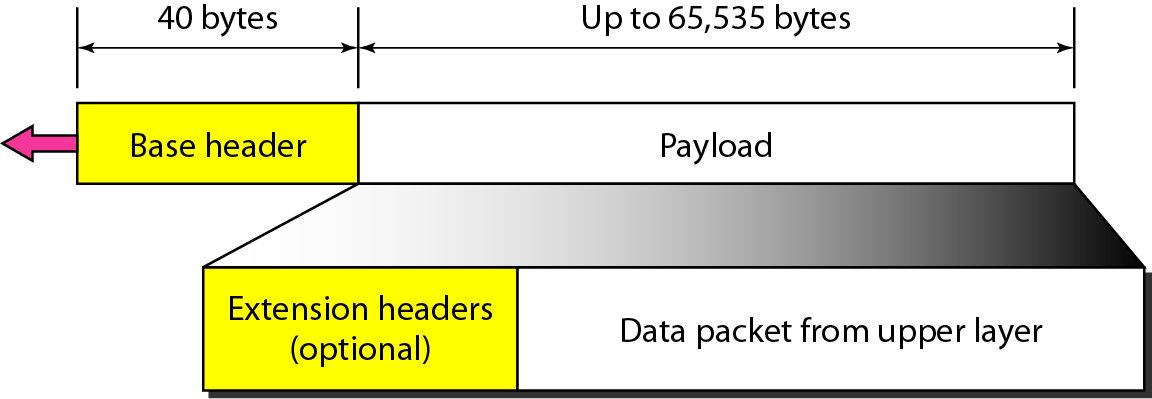 40 bytes
Up to 65,535 bytes
Base header
Payload
Extension headers
(optional)
Data packet from upper layer